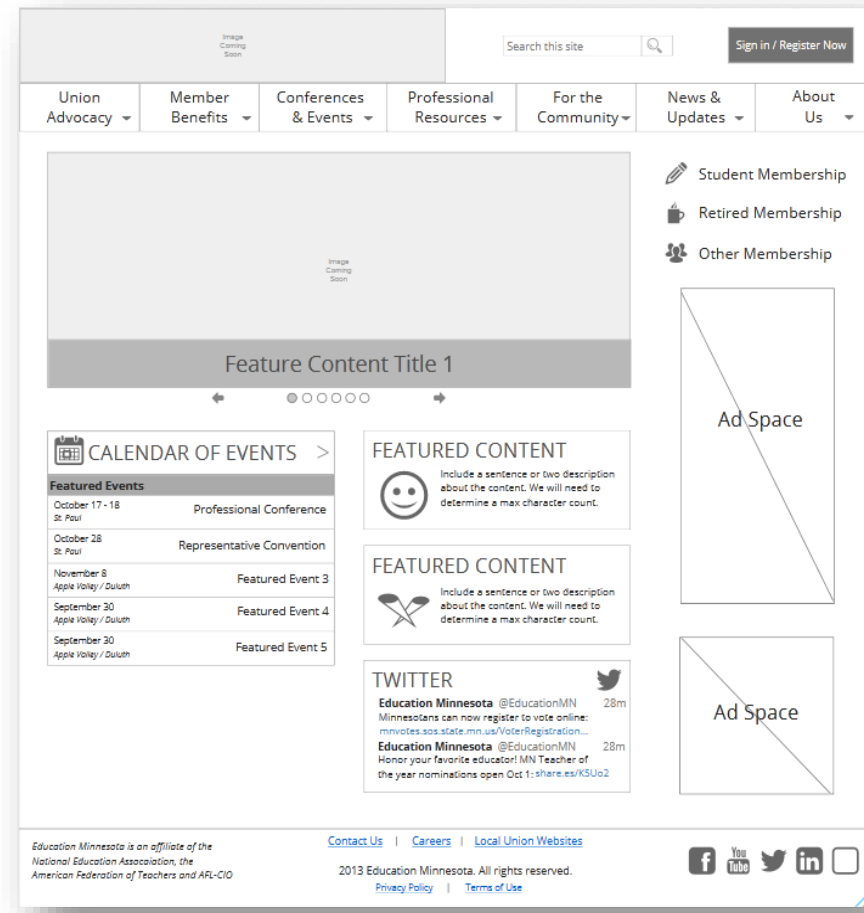 Image
Coming
Soon
Search this site
Sign in / Register Now
Union
Advocacy
Member
Benefits
Conferences
& Events
Professional
Resources
For the
Community
News &
Updates
About
Us
Student Membership
Retired Membership
Other Membership
Image
Coming
Soon
Feature Content Title 1
Ad Space
CALENDAR OF EVENTS >
Featured Events
October 17 - 18
St. Paul
Professional Conference
October 28
St. Paul
Representative Convention
November 8
Apple Valley / Duluth
Featured Event 3
September 30
Apple Valley / Duluth
Featured Event 4
September 30
Apple Valley / Duluth
Featured Event 5
FEATURED CONTENT
Include a sentence or two description
about the content. We will need to
determine a max character count.
FEATURED CONTENT
Include a sentence or two description
about the content. We will need to
determine a max character count.
TWITTER
Education Minnesota @EducationMN 28m
Minnesotans can now register to vote online:
mnvotes.sos.state.mn.us/VoterRegistration...
Education Minnesota @EducationMN 28m
Honor your favorite educator! MN Teacher of
the year nominations open Oct 1: share.es/K5Uo2
Ad Space
Education Minnesota is an affiliate of the
National Education Assocaiation, the
American Federation of Teachers and AFL-CIO
Contact Us | Careers | Local Union Websites
2013 Education Minnesota. All rights reserved.
Privacy Policy | Terms of Use
f
You
Tube
in